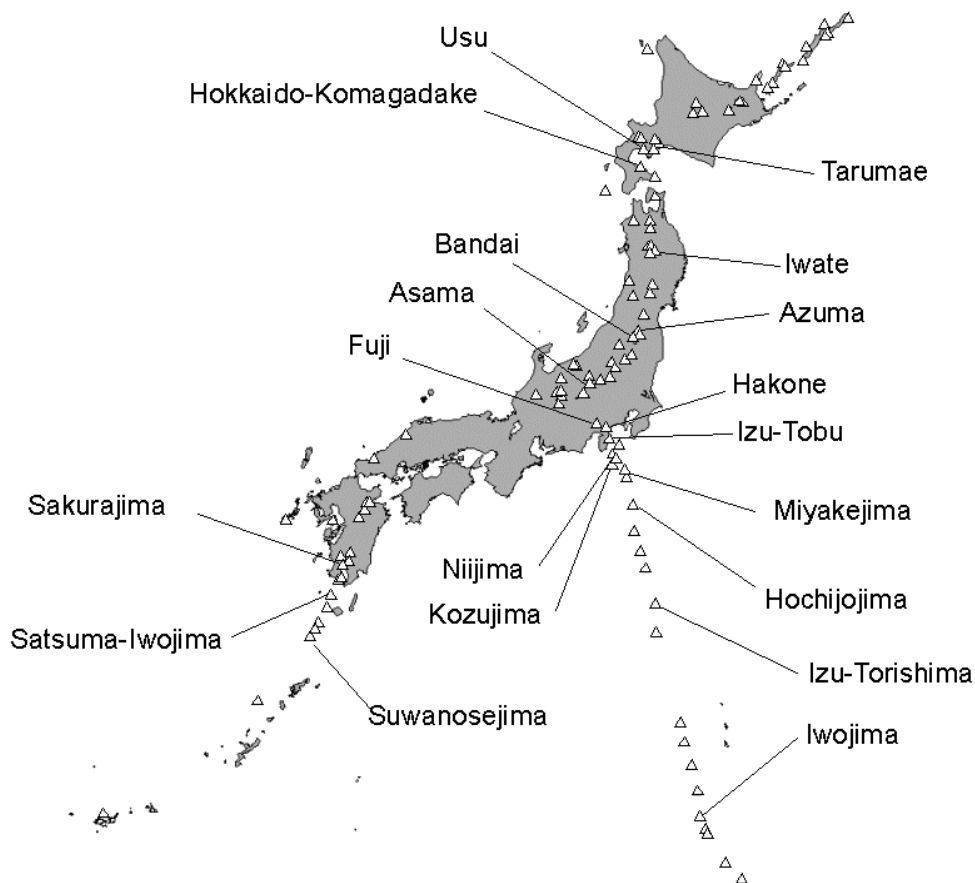 Usu
Hokkaido-Komagadake
Tarumae
Bandai
Iwate
Asama
Azuma
Fuji
Hakone
Izu-Tobu
Sakurajima
Miyakejima
Niijima
Hochijojima
Kozujima
Satsuma-Iwojima
Izu-Torishima
Suwanosejima
Iwojima